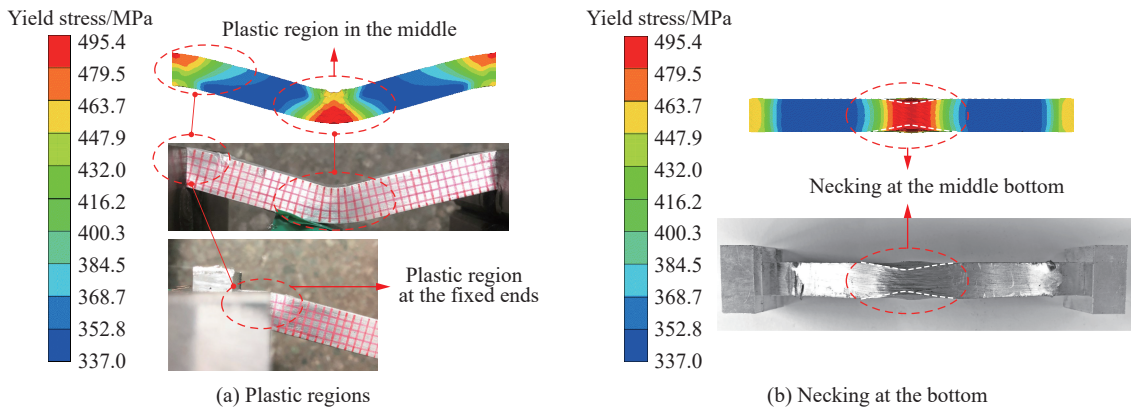 Yield stress/MPa
495.4
479.5
463.7
447.9
432.0
416.2
400.3
384.5
368.7
352.8
337.0
Plastic region in the middle
Plastic region
at the fixed ends
(a) Plastic regions
Yield stress/MPa
495.4
479.5
463.7
447.9
432.0
416.2
400.3
384.5
368.7
352.8
337.0
Necking at the middle bottom
(b) Necking at the bottom